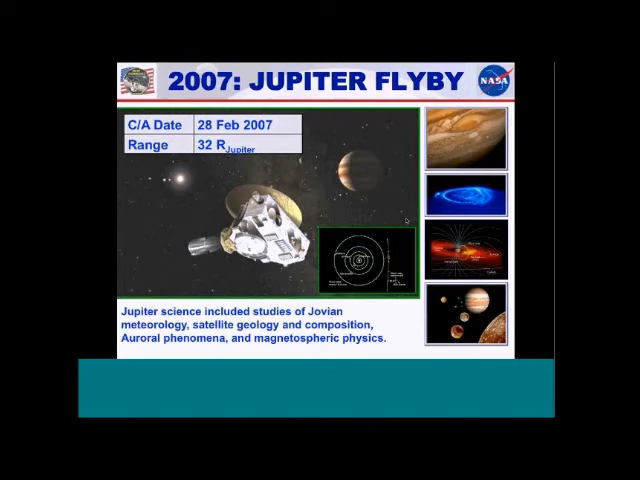 2007: JUPITER FLYBY
NASA
C/A Date 28 Feb 2007
Range 32 RJupiter
Jupiter science included studies of Jovian
meteorology, satellite geology and composition,
Auroral phenomena, and magnetospheric physics.